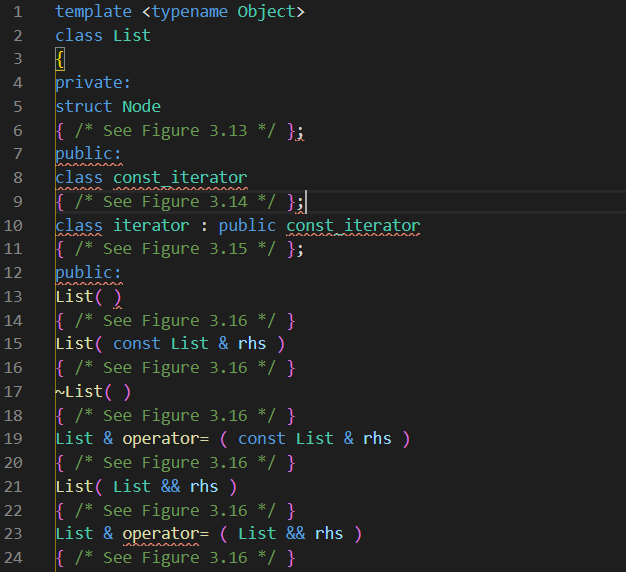 1 template <typename Object>
2 class List
3 {
4 private:
5 struct Node
6 { /* See Figure 3.13 */ };
7 public:
8 class const_iterator
9 { /* See Figure 3.14 */ };
10 class iterator : public const_iterator
11 { /* See Figure 3.15 */ };
12 public:
13 List( )
14 { /* See Figure 3.16 */ }
15 List( const List & rhs )
16 { /* See Figure 3.16 */ }
17 ~List( )
18 { /* See Figure 3.16 */ }
19 List & operator= ( const List & rhs )
20 { /* See Figure 3.16 */ }
21 List( List && rhs )
22 { /* See Figure 3.16 */ }
23 List & operator= ( List && rhs )
24 { /* See Figure 3.16 */ }